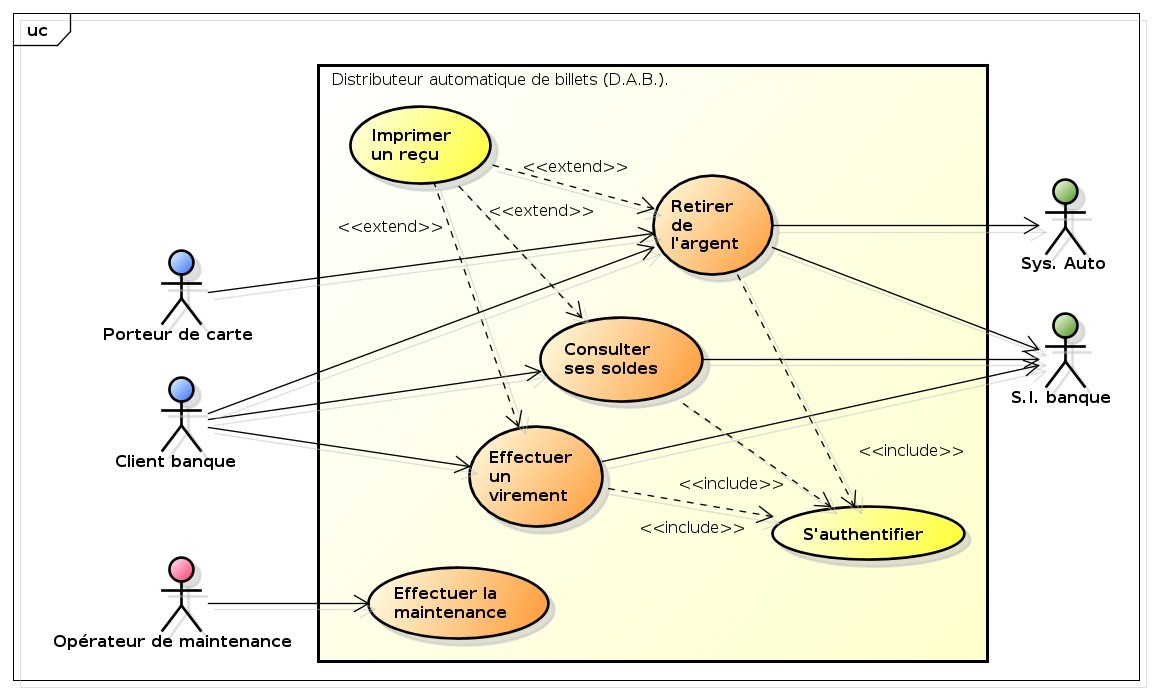 uc
Distributeur automatique de billets (D.A.B.).
Imprimer
un reçu
<<extend>>
<<extend>>
<<extend>>
Retirer
de
l'argent
Sys. Auto
Porteur de carte
Consulter
ses soldes
S.I. banque
Client banque
Effectuer
un
virement
<<include>>
<<include>>
<<include>>
S'authentifier
Effectuer la
maintenance
Opérateur de maintenance